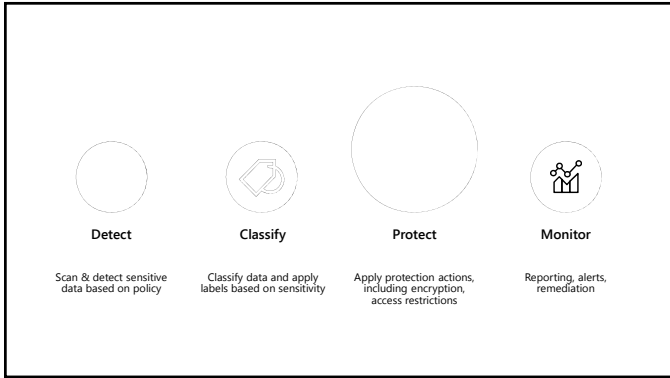 Detect
Classify
Protect
Monitor
Scan & detect sensitive
data based on policy
Classify data and apply
labels based on sensitivity
Apply protection actions,
including encryption,
access restrictions
Reporting, alerts,
remediation